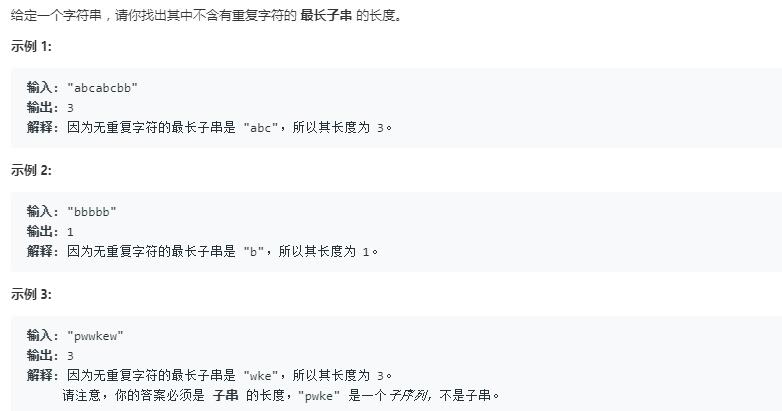 给定一个字符串，请你找出其中不含有重复字符的 最长子串 的长度。
示例 1:
输入: "abcabcbb"
输出: 3
解释: 因为无重复字符的最长子串是 "abc"，所以其长度为 3。
示例 2:
输入: "bbbbb"
输出: 1
解释: 因为无重复字符的最长子串是 "b"，所以其长度为 1。
示例 3:
输入: "pwwkew"
输出: 3
解释: 因为无重复字符的最长子串是 "wke"，所以其长度为 3。
请注意，你的答案必须是 子串 的长度，"pwke" 是一个子序列，不是子串。